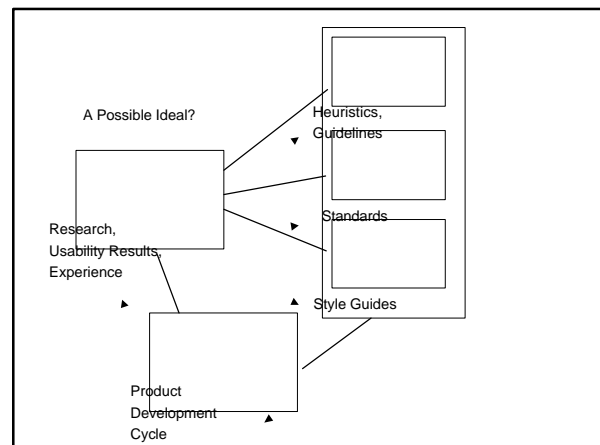 A Possible Ideal?
Heuristics,
Guidelines
Standards
Research,
Usability Results,
Experience
Style Guides
Product
Development
Cycle